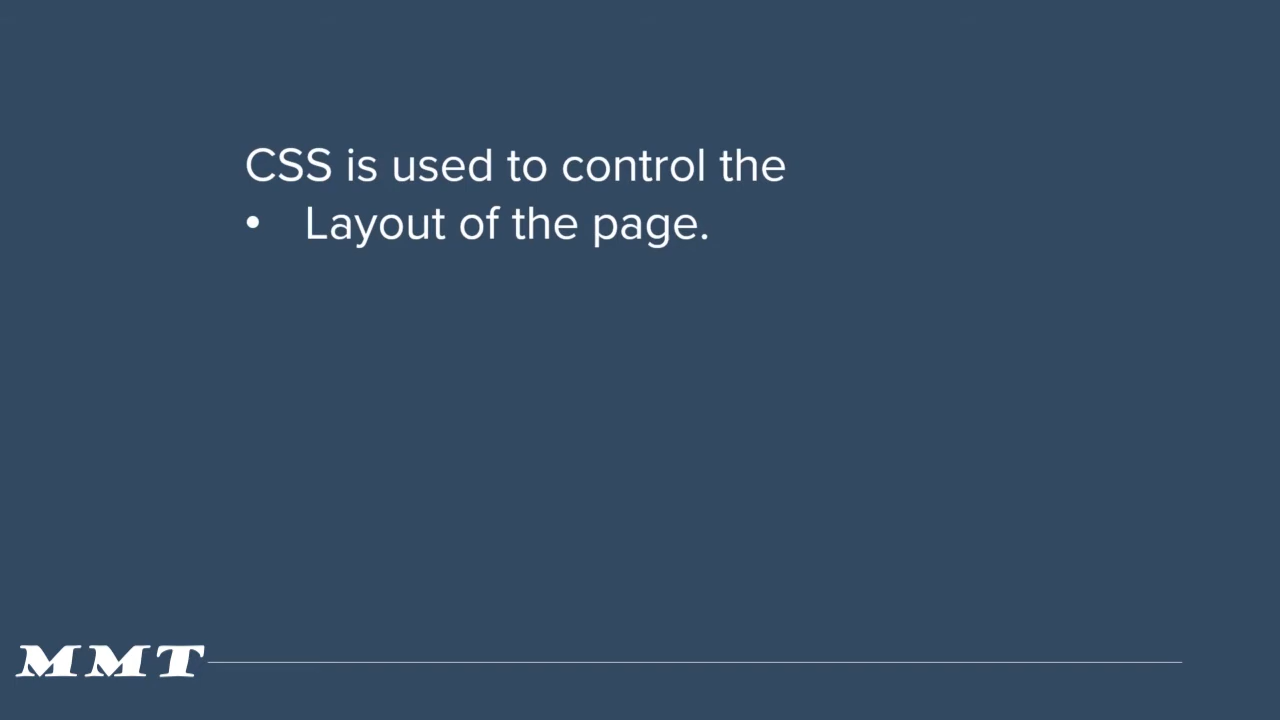 CSS is used to control the
• Layout of the page.
MMT